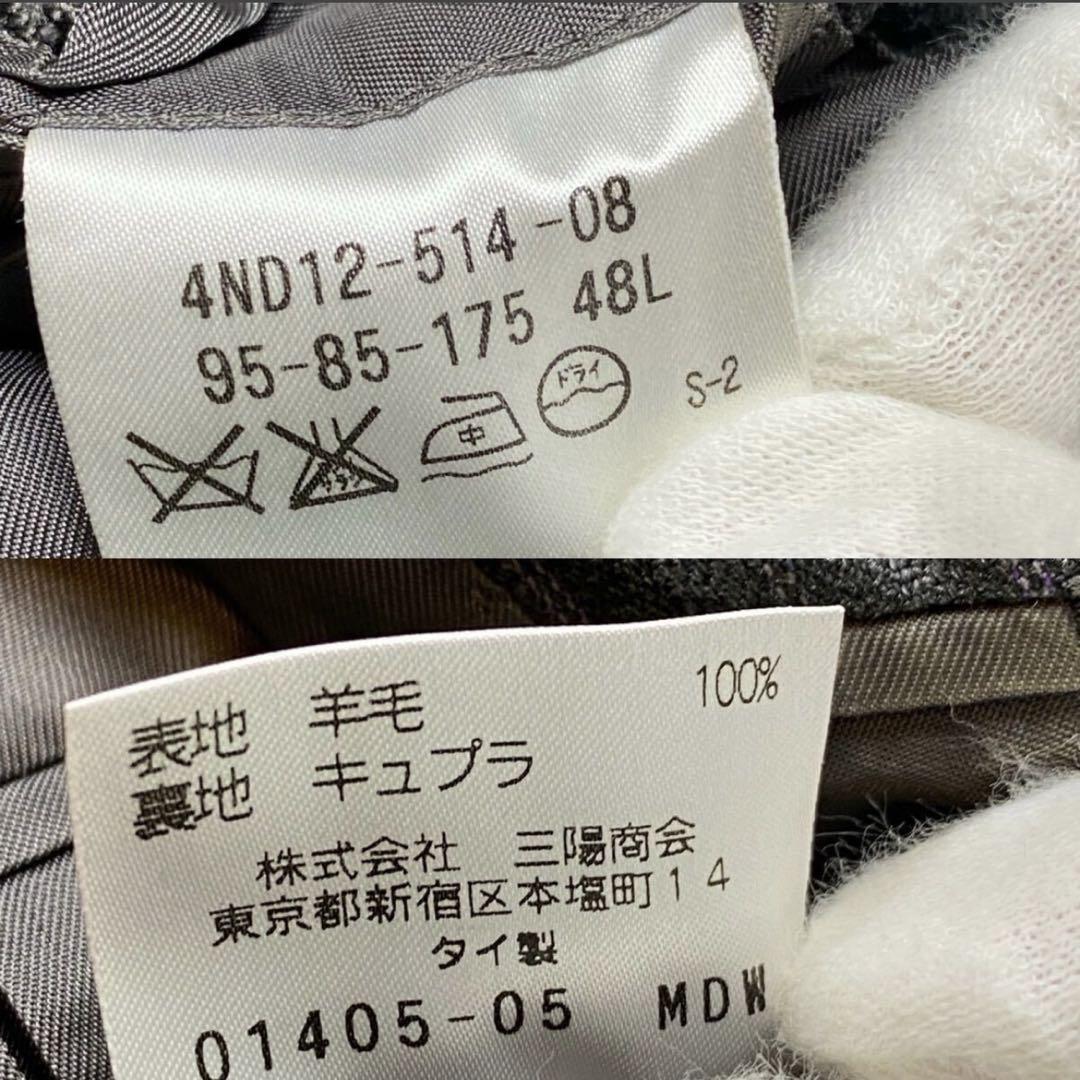 4ND12-514-08
95-85-175 48L
中 ドライ S-2
表地 羊毛 100%
裏地 キュプラ
株式会社 三陽商会
東京都新宿区本塩町14
タイ製
01405-05 MDW